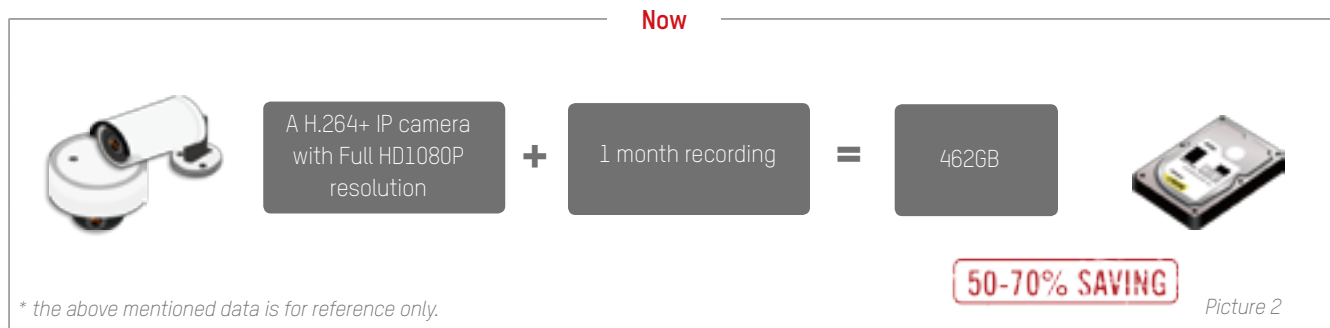 Now
A H.264+ IP camera
with Full HD1080P
resolution
+
1 month recording
=
462GB
50-70% SAVING
* the above mentioned data is for reference only.
Picture 2